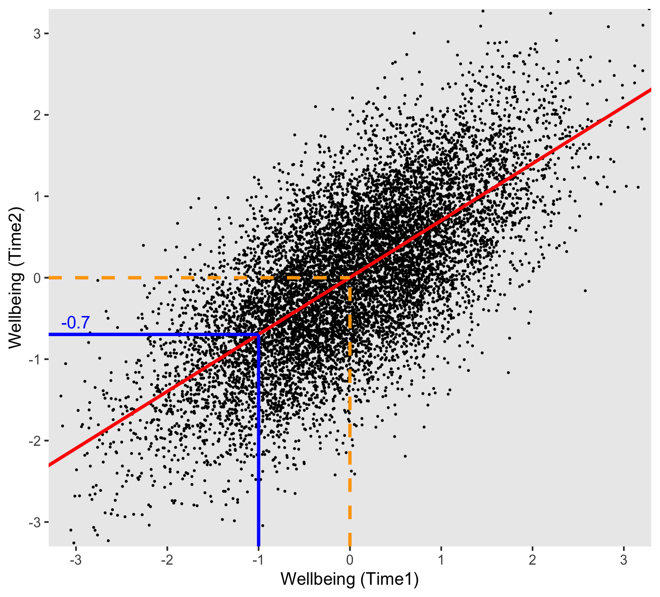 3
2
1
0
-1
-2
-3
-0.7
Wellbeing (Time2)
-3 -2 -1 0 1 2 3
Wellbeing (Time1)